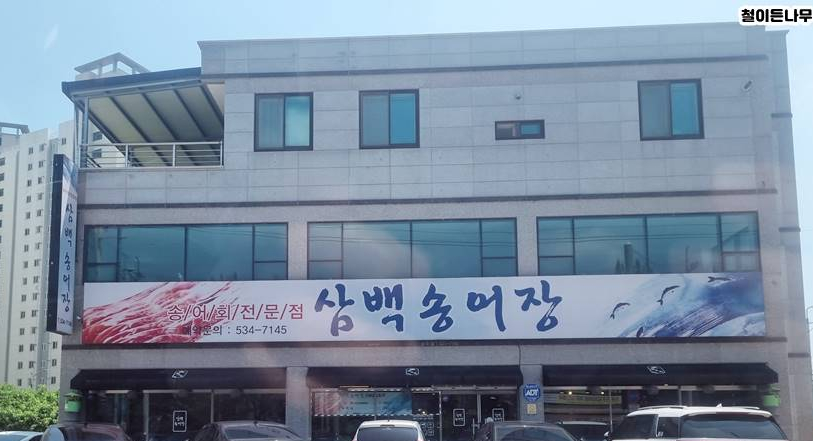 철이든나무
송/어/회/전/문/점
예약문의 : 534-7145
삼백송어장
삼백송어장
ADT